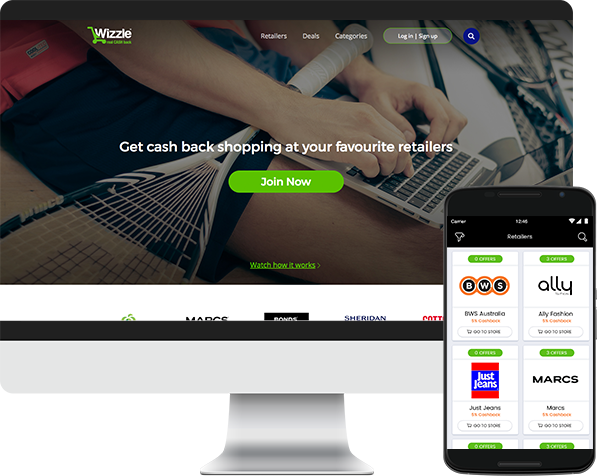 Wizzle
real CASH back
Retailers Deals Categories Log in | Sign up
Get cash back shopping at your favourite retailers
Join Now
Watch how it works
MARCS BONDS SHERIDAN
Carrier 12:46
Retailers
0 OFFERS 3 OFFERS
BWS ally
BWS Australia Ally Fashion
5% Cashback 5% Cashback
GO TO STORE GO TO STORE
0 OFFERS 3 OFFERS
Just Jeans MARCS
Just Jeans Marcs
5% Cashback 5% Cashback
GO TO STORE GO TO STORE
0 OFFERS 3 OFFERS